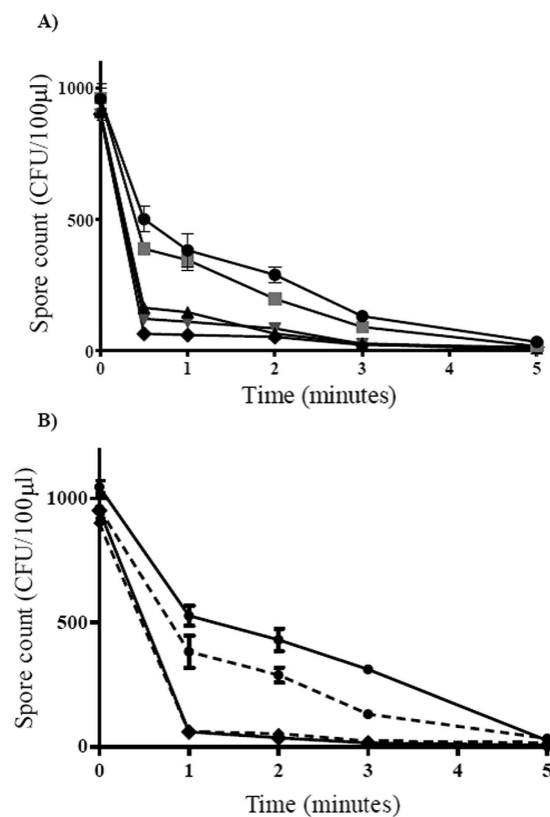 A)
Spore count (CFU/100µl)
1000
500
0
0 1 2 3 4 5
Time (minutes)
B)
Spore count (CFU/100µl)
1000
500
0
0 1 2 3 4 5
Time (minutes)